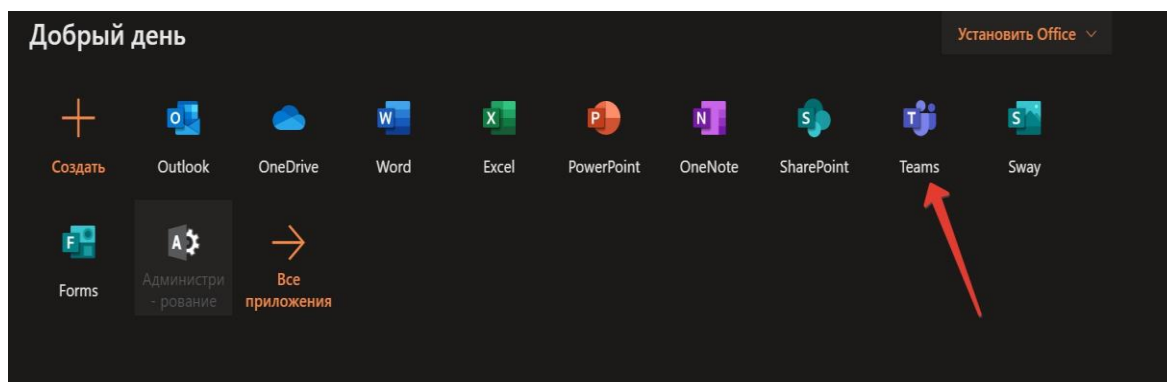 Добрый день
Установить Office
Создать
Outlook
OneDrive
Word
Excel
PowerPoint
OneNote
SharePoint
Teams
Sway
Forms
Администри
- рование
Все
приложения